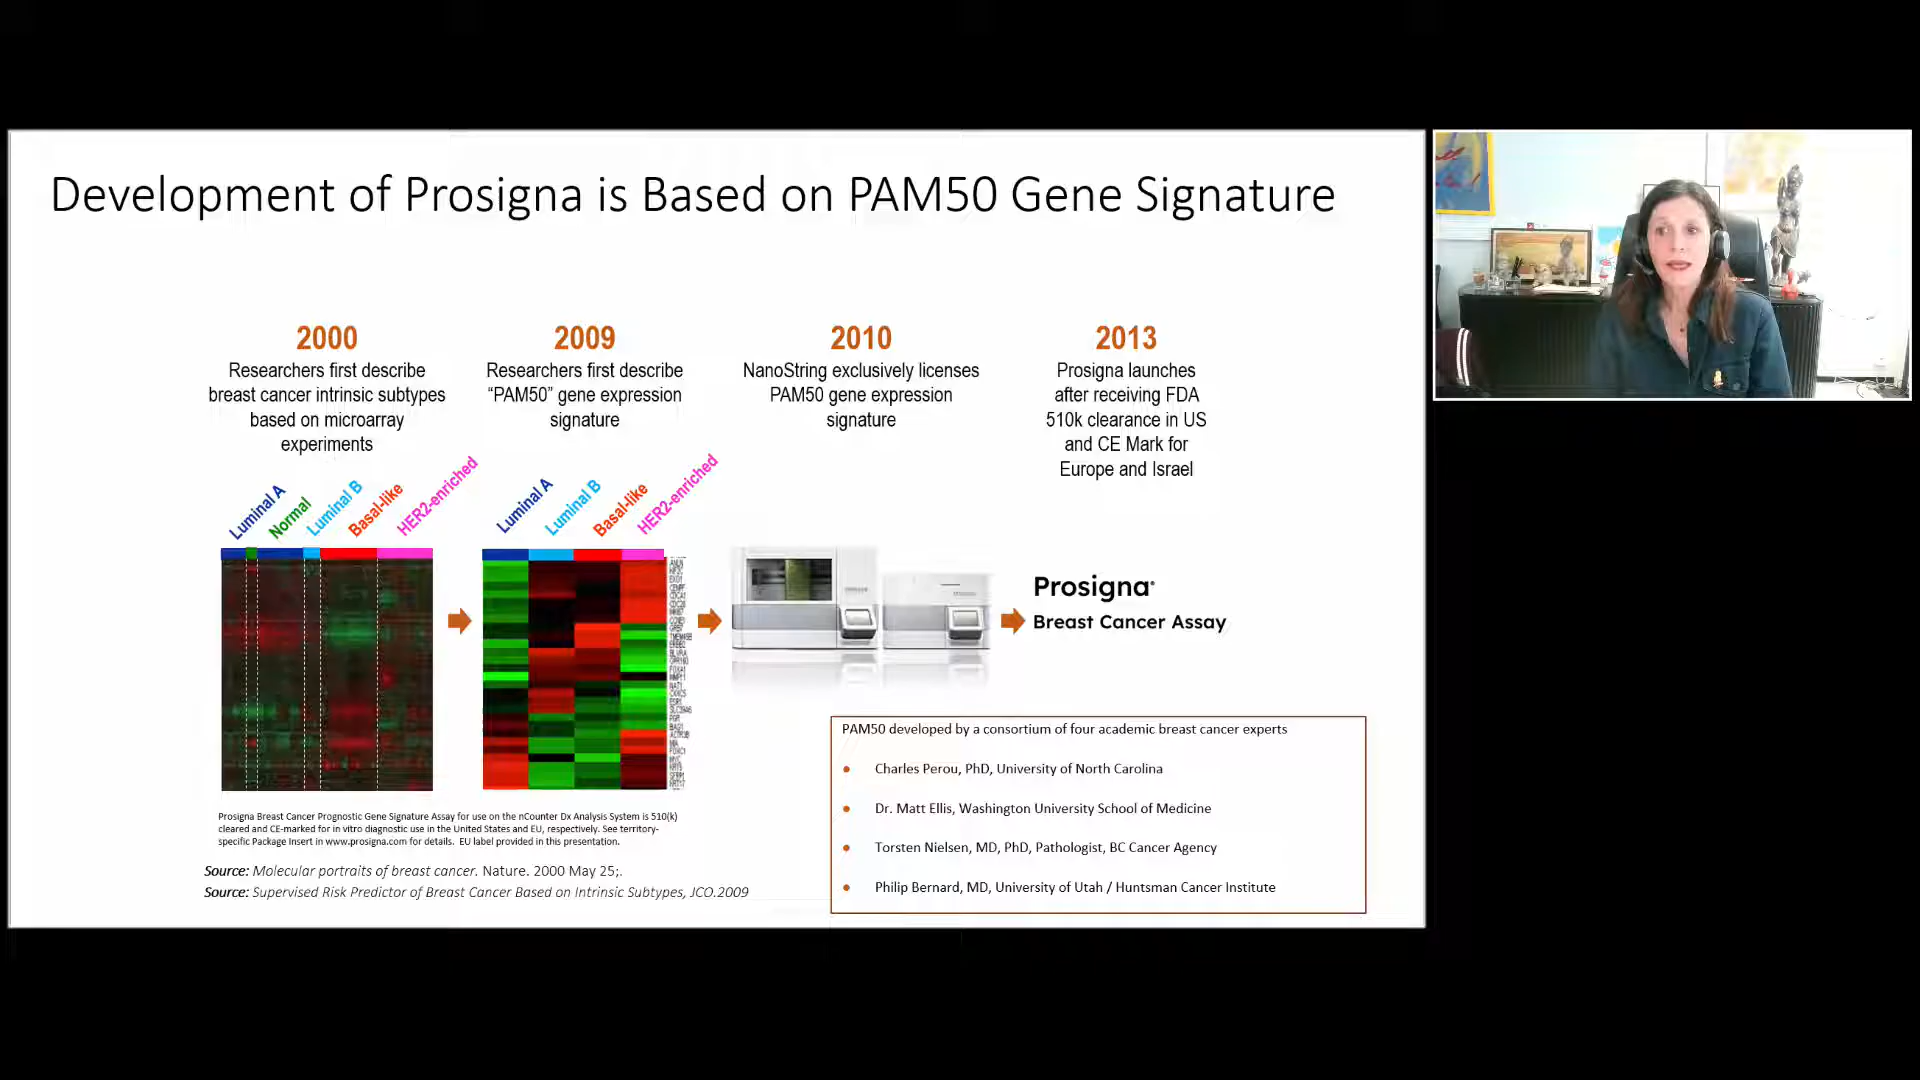 Development of Prosigna is Based on PAM50 Gene Signature
2000
Researchers first describe
breast cancer intrinsic subtypes
based on microarray
experiments
2009
Researchers first describe
“PAM50” gene expression
signature
2010
NanoString exclusively licenses
PAM50 gene expression
signature
2013
Prosigna launches
after receiving FDA
510k clearance in US
and CE Mark for
Europe and Israel
Luminal A
Normal
Luminal B
Basal-like
HER2-enriched
Luminal A
Luminal B
Basal-like
HER2-enriched
Prosigna®
Breast Cancer Assay
PAM50 developed by a consortium of four academic breast cancer experts
• Charles Perou, PhD, University of North Carolina
• Dr. Matt Ellis, Washington University School of Medicine
• Torsten Nielsen, MD, PhD, Pathologist, BC Cancer Agency
• Philip Bernard, MD, University of Utah / Huntsman Cancer Institute
Prosigna Breast Cancer Prognostic Gene Signature Assay for use on the nCounter Dx Analysis System is 510(k)
cleared and CE-marked for in vitro diagnostic use in the United States and EU, respectively. See territory-
specific Package Insert in www.prosigna.com for details. EU label provided in this presentation.
Source: Molecular portraits of breast cancer. Nature. 2000 May 25;.
Source: Supervised Risk Predictor of Breast Cancer Based on Intrinsic Subtypes, JCO.2009